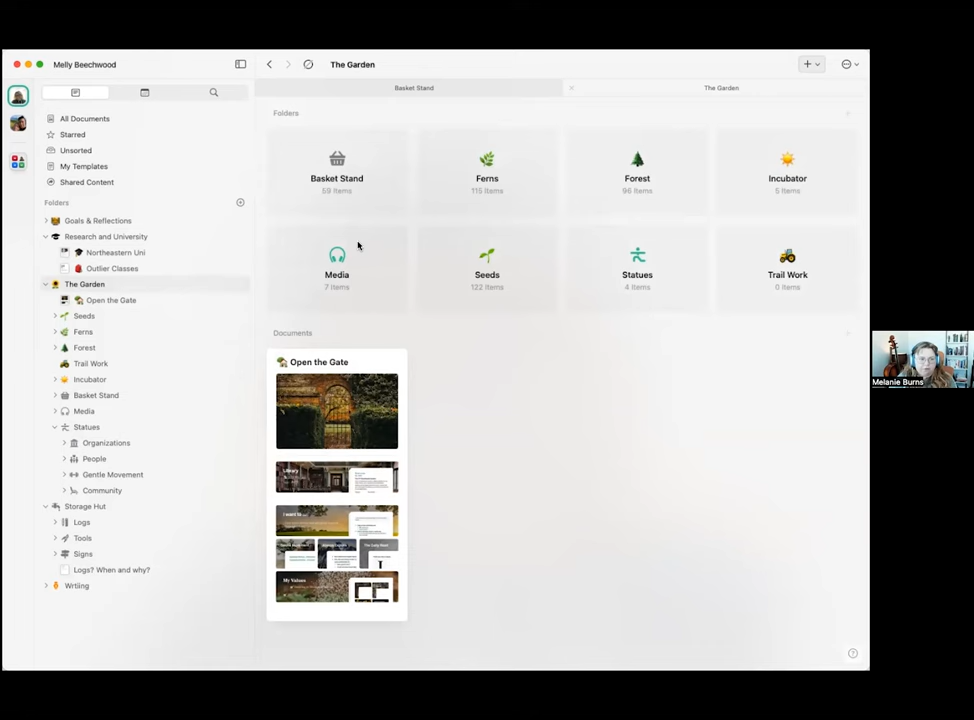 Melly Beechwood
The Garden
Basket Stand
The Garden
All Documents
Starred
Unsorted
My Templates
Shared Content
Folders
Goals & Reflections
Research and University
Northeastern Uni
Outlier Classes
The Garden
Open the Gate
Seeds
Ferns
Forest
Trail Work
Incubator
Basket Stand
Media
Statues
Organizations
People
Gentle Movement
Community
Storage Hut
Logs
Tools
Signs
Logs? When and why?
Wrtiing
Folders
Basket Stand
59 Items
Ferns
115 Items
Forest
96 Items
Incubator
5 Items
Media
7 Items
Seeds
122 Items
Statues
4 Items
Trail Work
0 Items
Documents
Open the Gate
Library
I want to ...
My Values
Melanie Burns